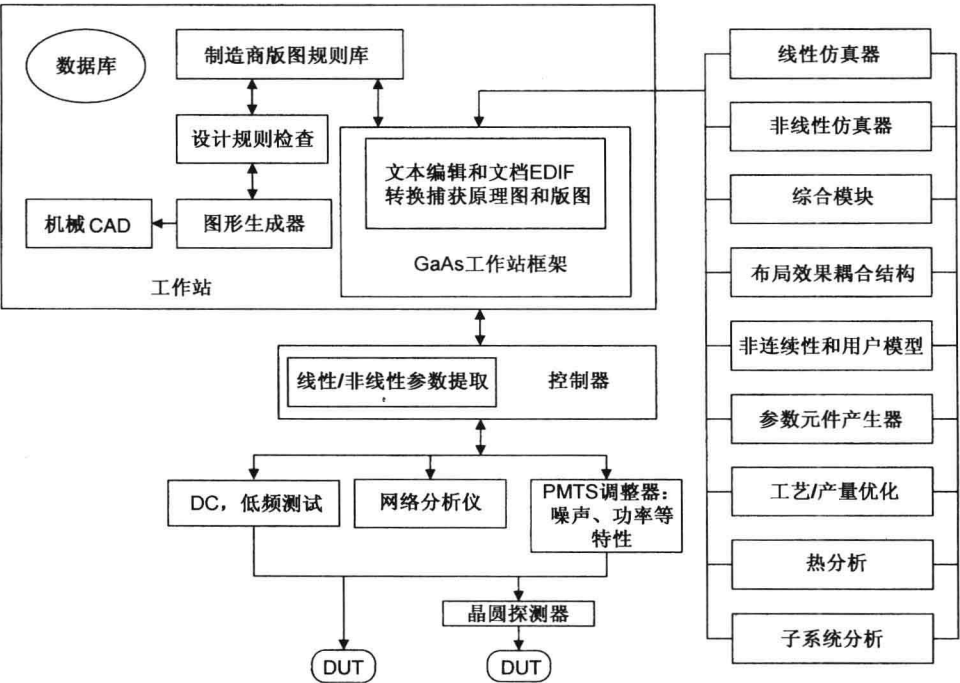 数据库
制造商版图规则库
设计规则检查
图形生成器
机械 CAD
工作站
文本编辑和文档EDIF
转换捕获原理图和版图
GaAs工作站框架
线性/非线性参数提取
控制器
DC，低频测试
网络分析仪
PMTS调整器：
噪声、功率等
特性
晶圆探测器
DUT
DUT
线性仿真器
非线性仿真器
综合模块
布局效果耦合结构
非连续性和用户模型
参数元件产生器
工艺/产量优化
热分析
子系统分析